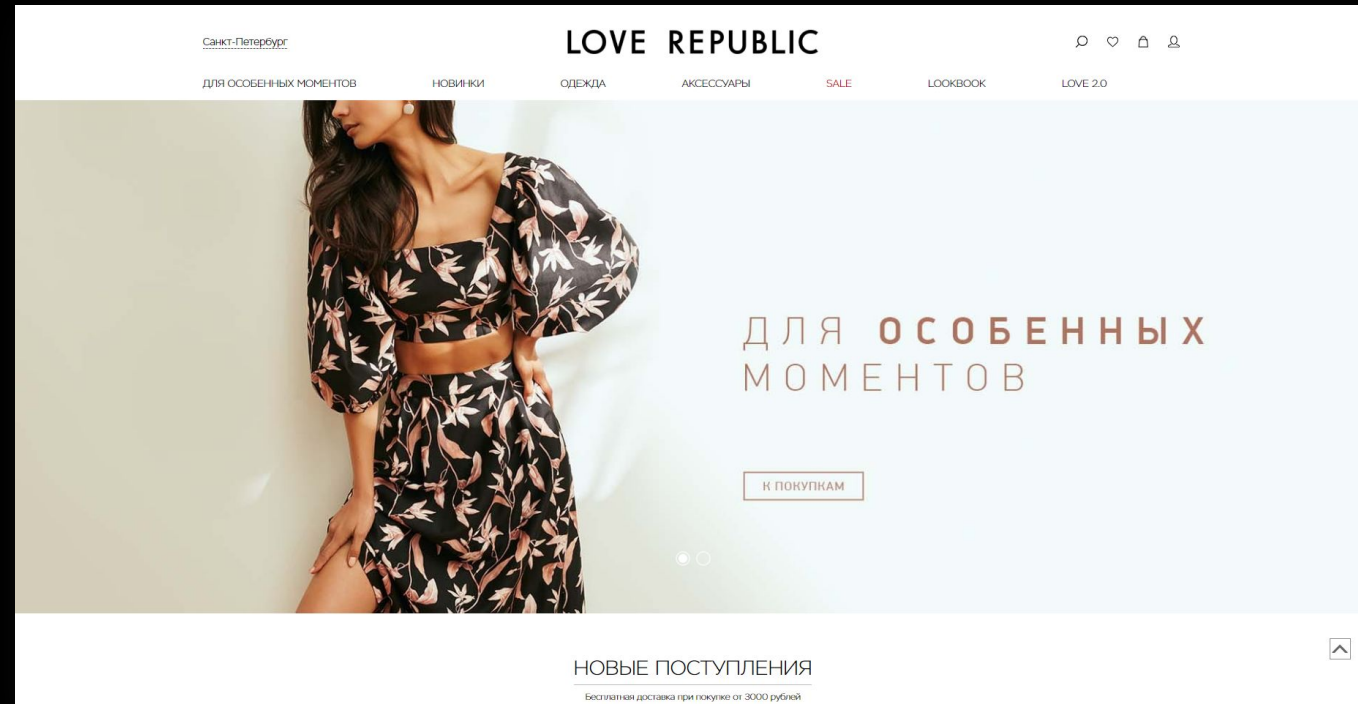 Санкт-Петербург
LOVE REPUBLIC
ДЛЯ ОСОБЕННЫХ МОМЕНТОВ НОВИНКИ ОДЕЖДА АКСЕССУАРЫ SALE LOOKBOOK LOVE 2.0
ДЛЯ ОСОБЕННЫХ
МОМЕНТОВ
К ПОКУПКАМ
НОВЫЕ ПОСТУПЛЕНИЯ
Бесплатная доставка при покупке от 3000 рублей